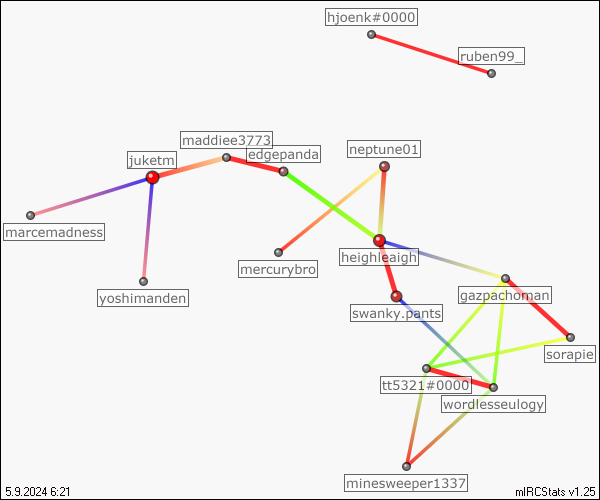 hjoenk#0000
ruben99_
maddiee3773
neptune01
juketm
edgepanda
marcemadness
heighleaigh
mercurybro
yoshimanden
gazpachoman
swanky.pants
sorapie
tt5321#0000
wordlesseulogy
minesweeper1337
5.9.2024 6:21
mIRCStats v1.25